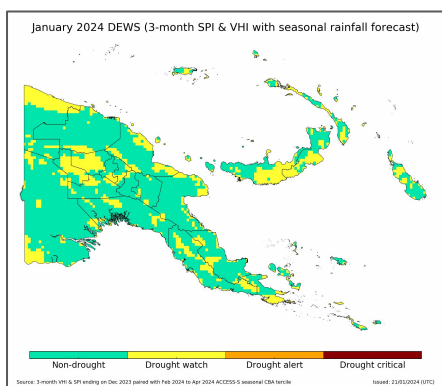 January 2024 DEWS (3-month SPI & VHI with seasonal rainfall forecast)
Non-drought Drought watch Drought alert Drought critical
Source: 3-month VHI & SPI ending on Dec 2023 paired with Feb 2024 to Apr 2024 ACCESS-S seasonal CBA tercile Issued: 21/01/2024 (UTC)